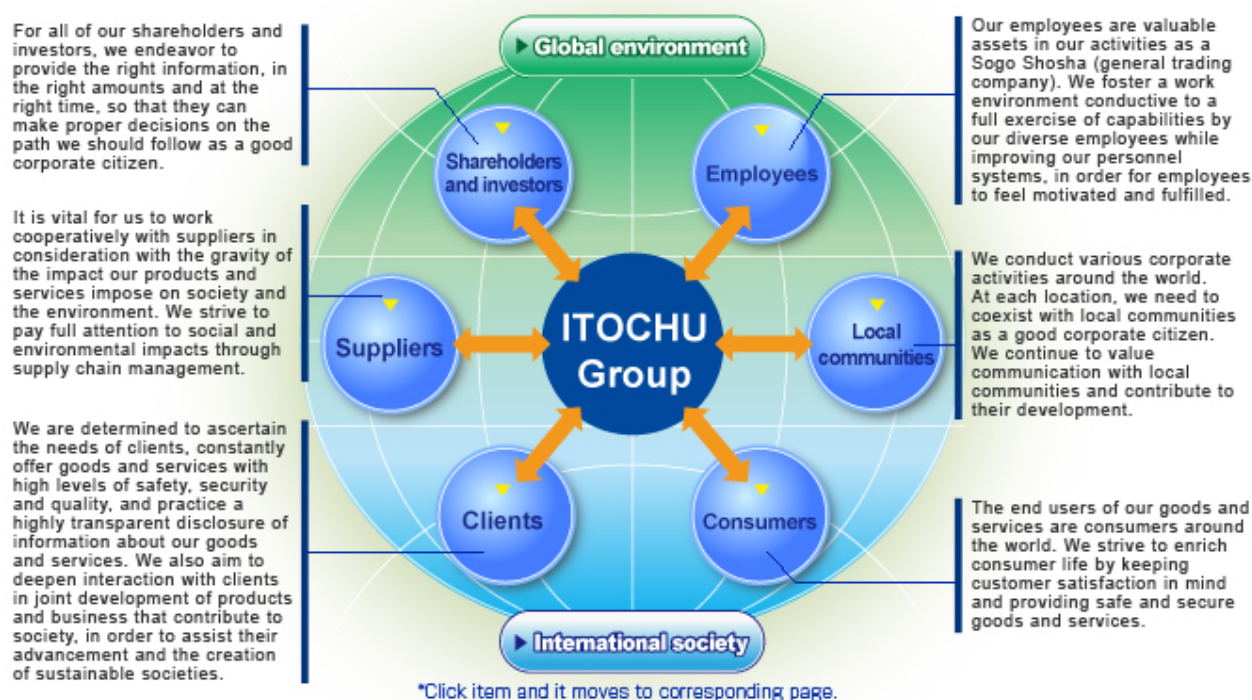 Global environment
For all of our shareholders and
investors, we endeavor to
provide the right information, in
the right amounts and at the
right time, so that they can
make proper decisions on the
path we should follow as a good
corporate citizen.
Shareholders
and investors
Employees
Our employees are valuable
assets in our activities as a
Sogo Shosha (general trading
company). We foster a work
environment conductive to a
full exercise of capabilities by
our diverse employees while
improving our personnel
systems, in order for employees
to feel motivated and fulfilled.
It is vital for us to work
cooperatively with suppliers in
consideration with the gravity of
the impact our products and
services impose on society and
the environment. We strive to
pay full attention to social and
environmental impacts through
supply chain management.
Suppliers
ITOCHU
Group
Local
communities
We conduct various corporate
activities around the world.
At each location, we need to
coexist with local communities
as a good corporate citizen.
We continue to value
communication with local
communities and contribute to
their development.
We are determined to ascertain
the needs of clients, constantly
offer goods and services with
high levels of safety, security
and quality, and practice a
highly transparent disclosure of
information about our goods
and services. We also aim to
deepen interaction with clients
in joint development of products
and business that contribute to
society, in order to assist their
advancement and the creation
of sustainable societies.
Clients
Consumers
The end users of our goods and
services are consumers around
the world. We strive to enrich
consumer life by keeping
customer satisfaction in mind
and providing safe and secure
goods and services.
International society
*Click item and it moves to corresponding page.